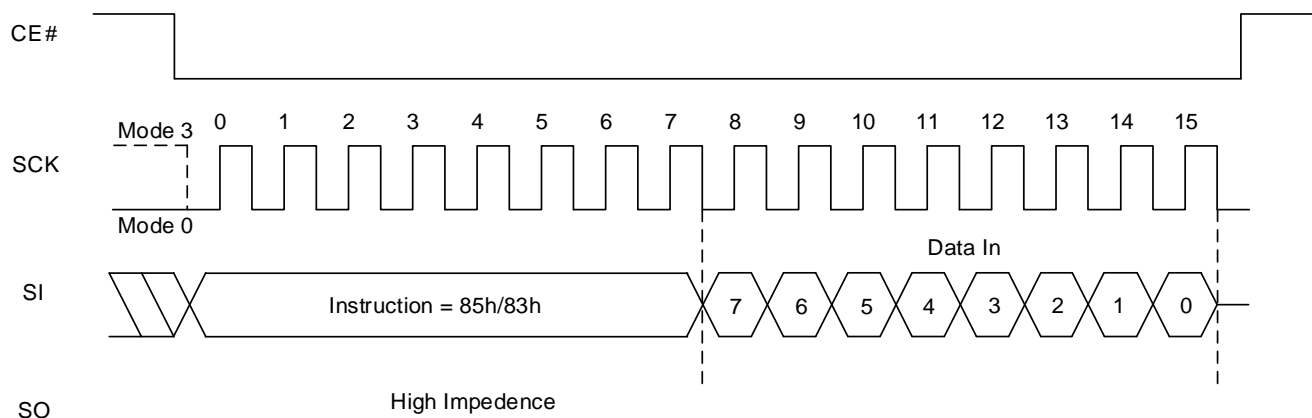 CE#
0 1 2 3 4 5 6 7 8 9 10 11 12 13 14 15
Mode 3
SCK
Mode 0
Data In
SI
Instruction = 85h/83h
7 6 5 4 3 2 1 0
High Impedence
SO